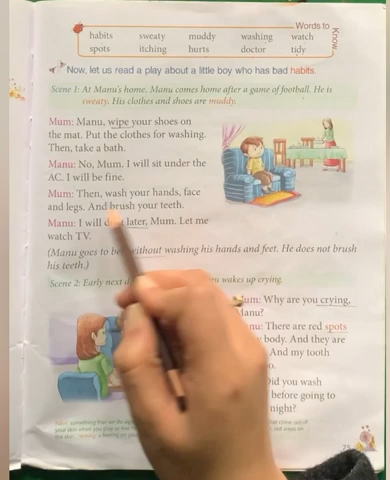 Words to Know
habits sweaty muddy washing watch
spots itching hurts doctor tidy
Now, let us read a play about a little boy who has bad habits.
Scene 1: At Manu's home. Manu comes home after a game of football. He is
sweaty. His clothes and shoes are muddy.
Mum: Manu, wipe your shoes on
the mat. Put the clothes for washing.
Then, take a bath.
Manu: No, Mum. I will sit under the
AC. I will be fine.
Mum: Then, wash your hands, face
and legs. And brush your teeth.
Manu: I will later, Mum. Let me
watch TV.
(Manu goes to bed without washing his hands and feet. He does not brush
his teeth.)
Scene 2: Early next wakes up crying.
Mum: Why are you crying,
Manu?
There are red spots
body. And they are
And my tooth
Did you wash
before going to
night?
75